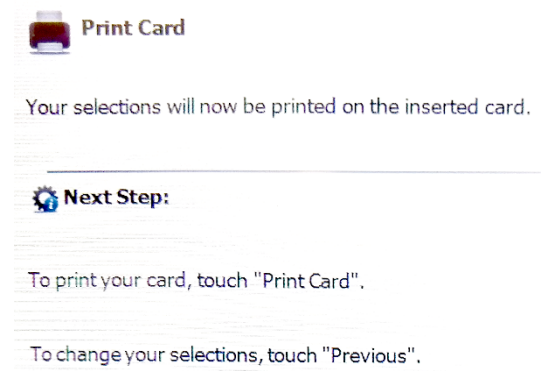 Print Card
Your selections will now be printed on the inserted card.
Next Step:
To print your card, touch "Print Card".
To change your selections, touch "Previous".